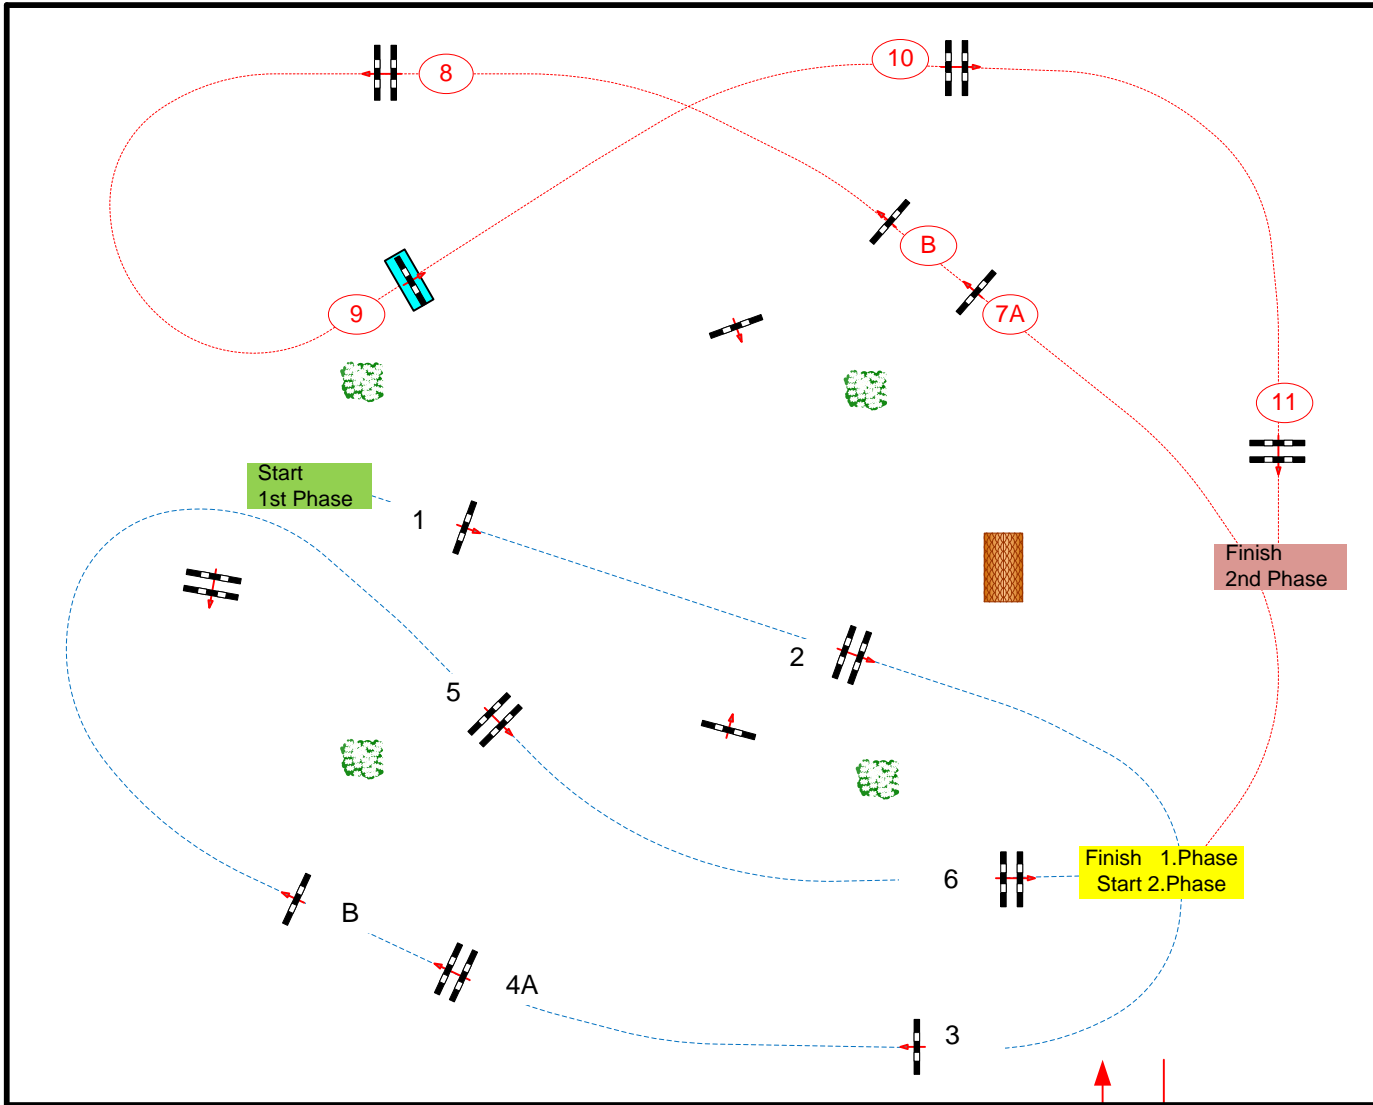 8
10
B
7A
9
11
Start
1st Phase
1
Finish
2nd Phase
2
5
Finish 1.Phase
Start 2.Phase
6
B
4A
3